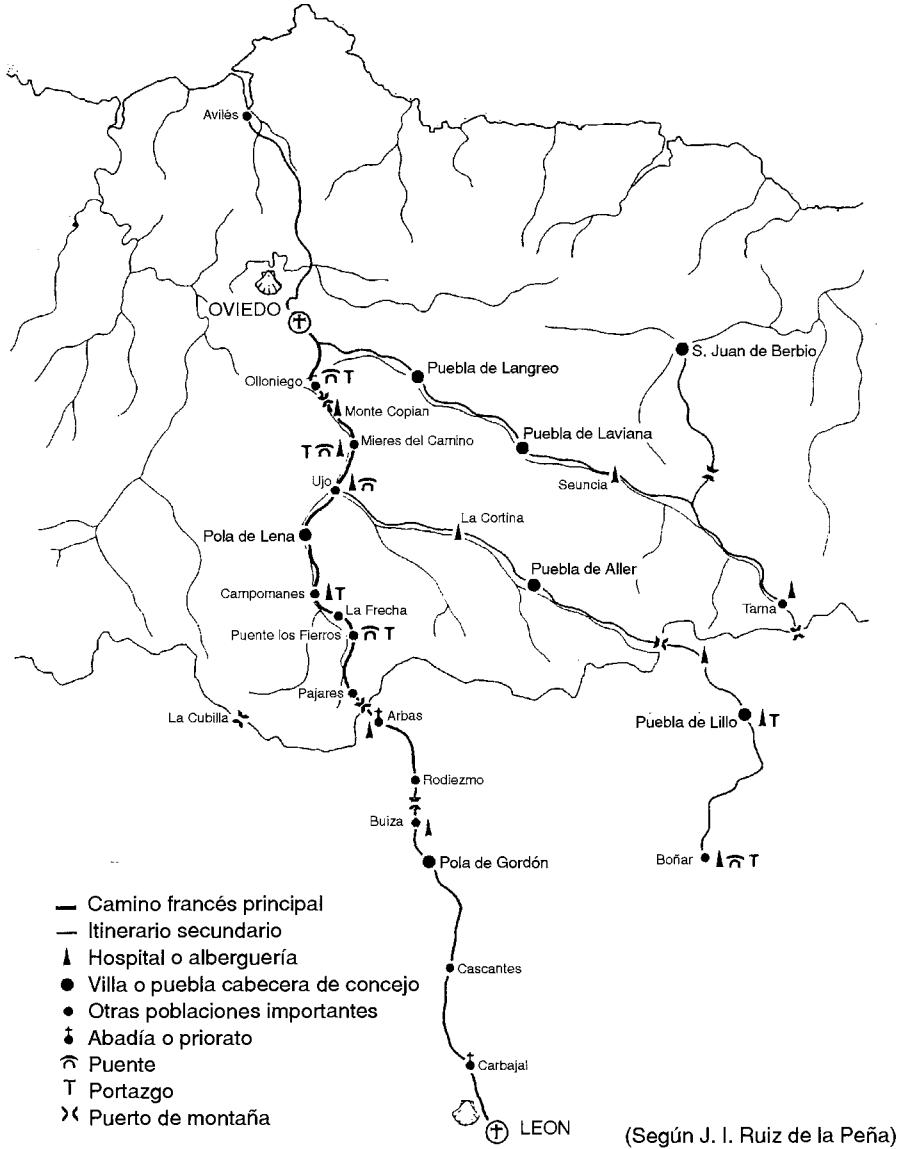 Avilés
OVIEDO
S. Juan de Berbio
Puebla de Langreo
Olloniego
T
Monte Copian
Puebla de Laviana
Mieres del Camino
T
Seuncia
Ujo
La Cortina
Pola de Lena
Puebla de Aller
Campomanes
T
La Frecha
Tarna
Puente los Fierros
T
Pajares
Arbas
La Cubilla
Puebla de Lillo
T
Rodiezmo
Buiza
Pola de Gordón
Boñar
T
Camino francés principal
Itinerario secundario
Hospital o alberguería
Villa o puebla cabecera de concejo
Cascantes
Otras poblaciones importantes
Abadía o priorato
Puente
Carbajal
T Portazgo
Puerto de montaña
LEON
(Según J. I. Ruiz de la Peña)